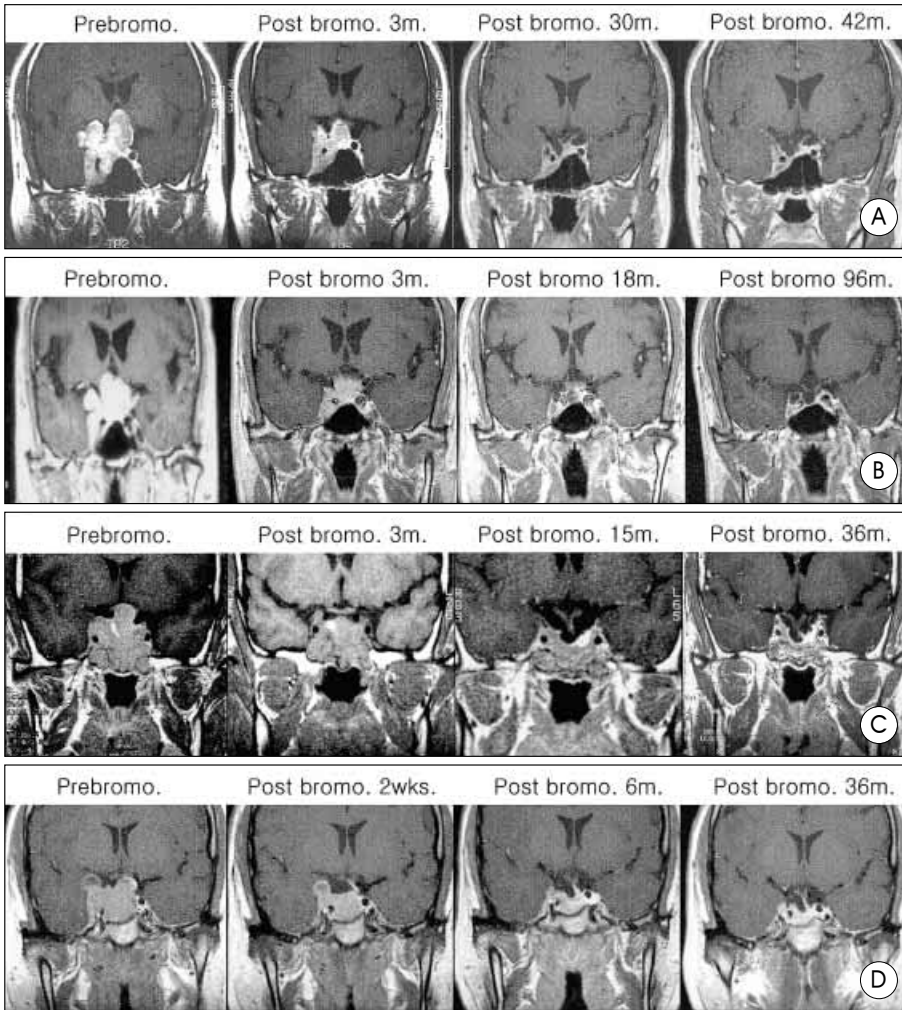 Prebromo. Post bromo. 3m. Post bromo. 30m. Post bromo. 42m.
A
Prebromo. Post bromo 3m. Post bromo 18m. Post bromo 96m.
B
Prebromo. Post bromo. 3m. Post bromo. 15m. Post bromo. 36m.
C
Prebromo. Post bromo. 2wks. Post bromo. 6m. Post bromo. 36m.
D